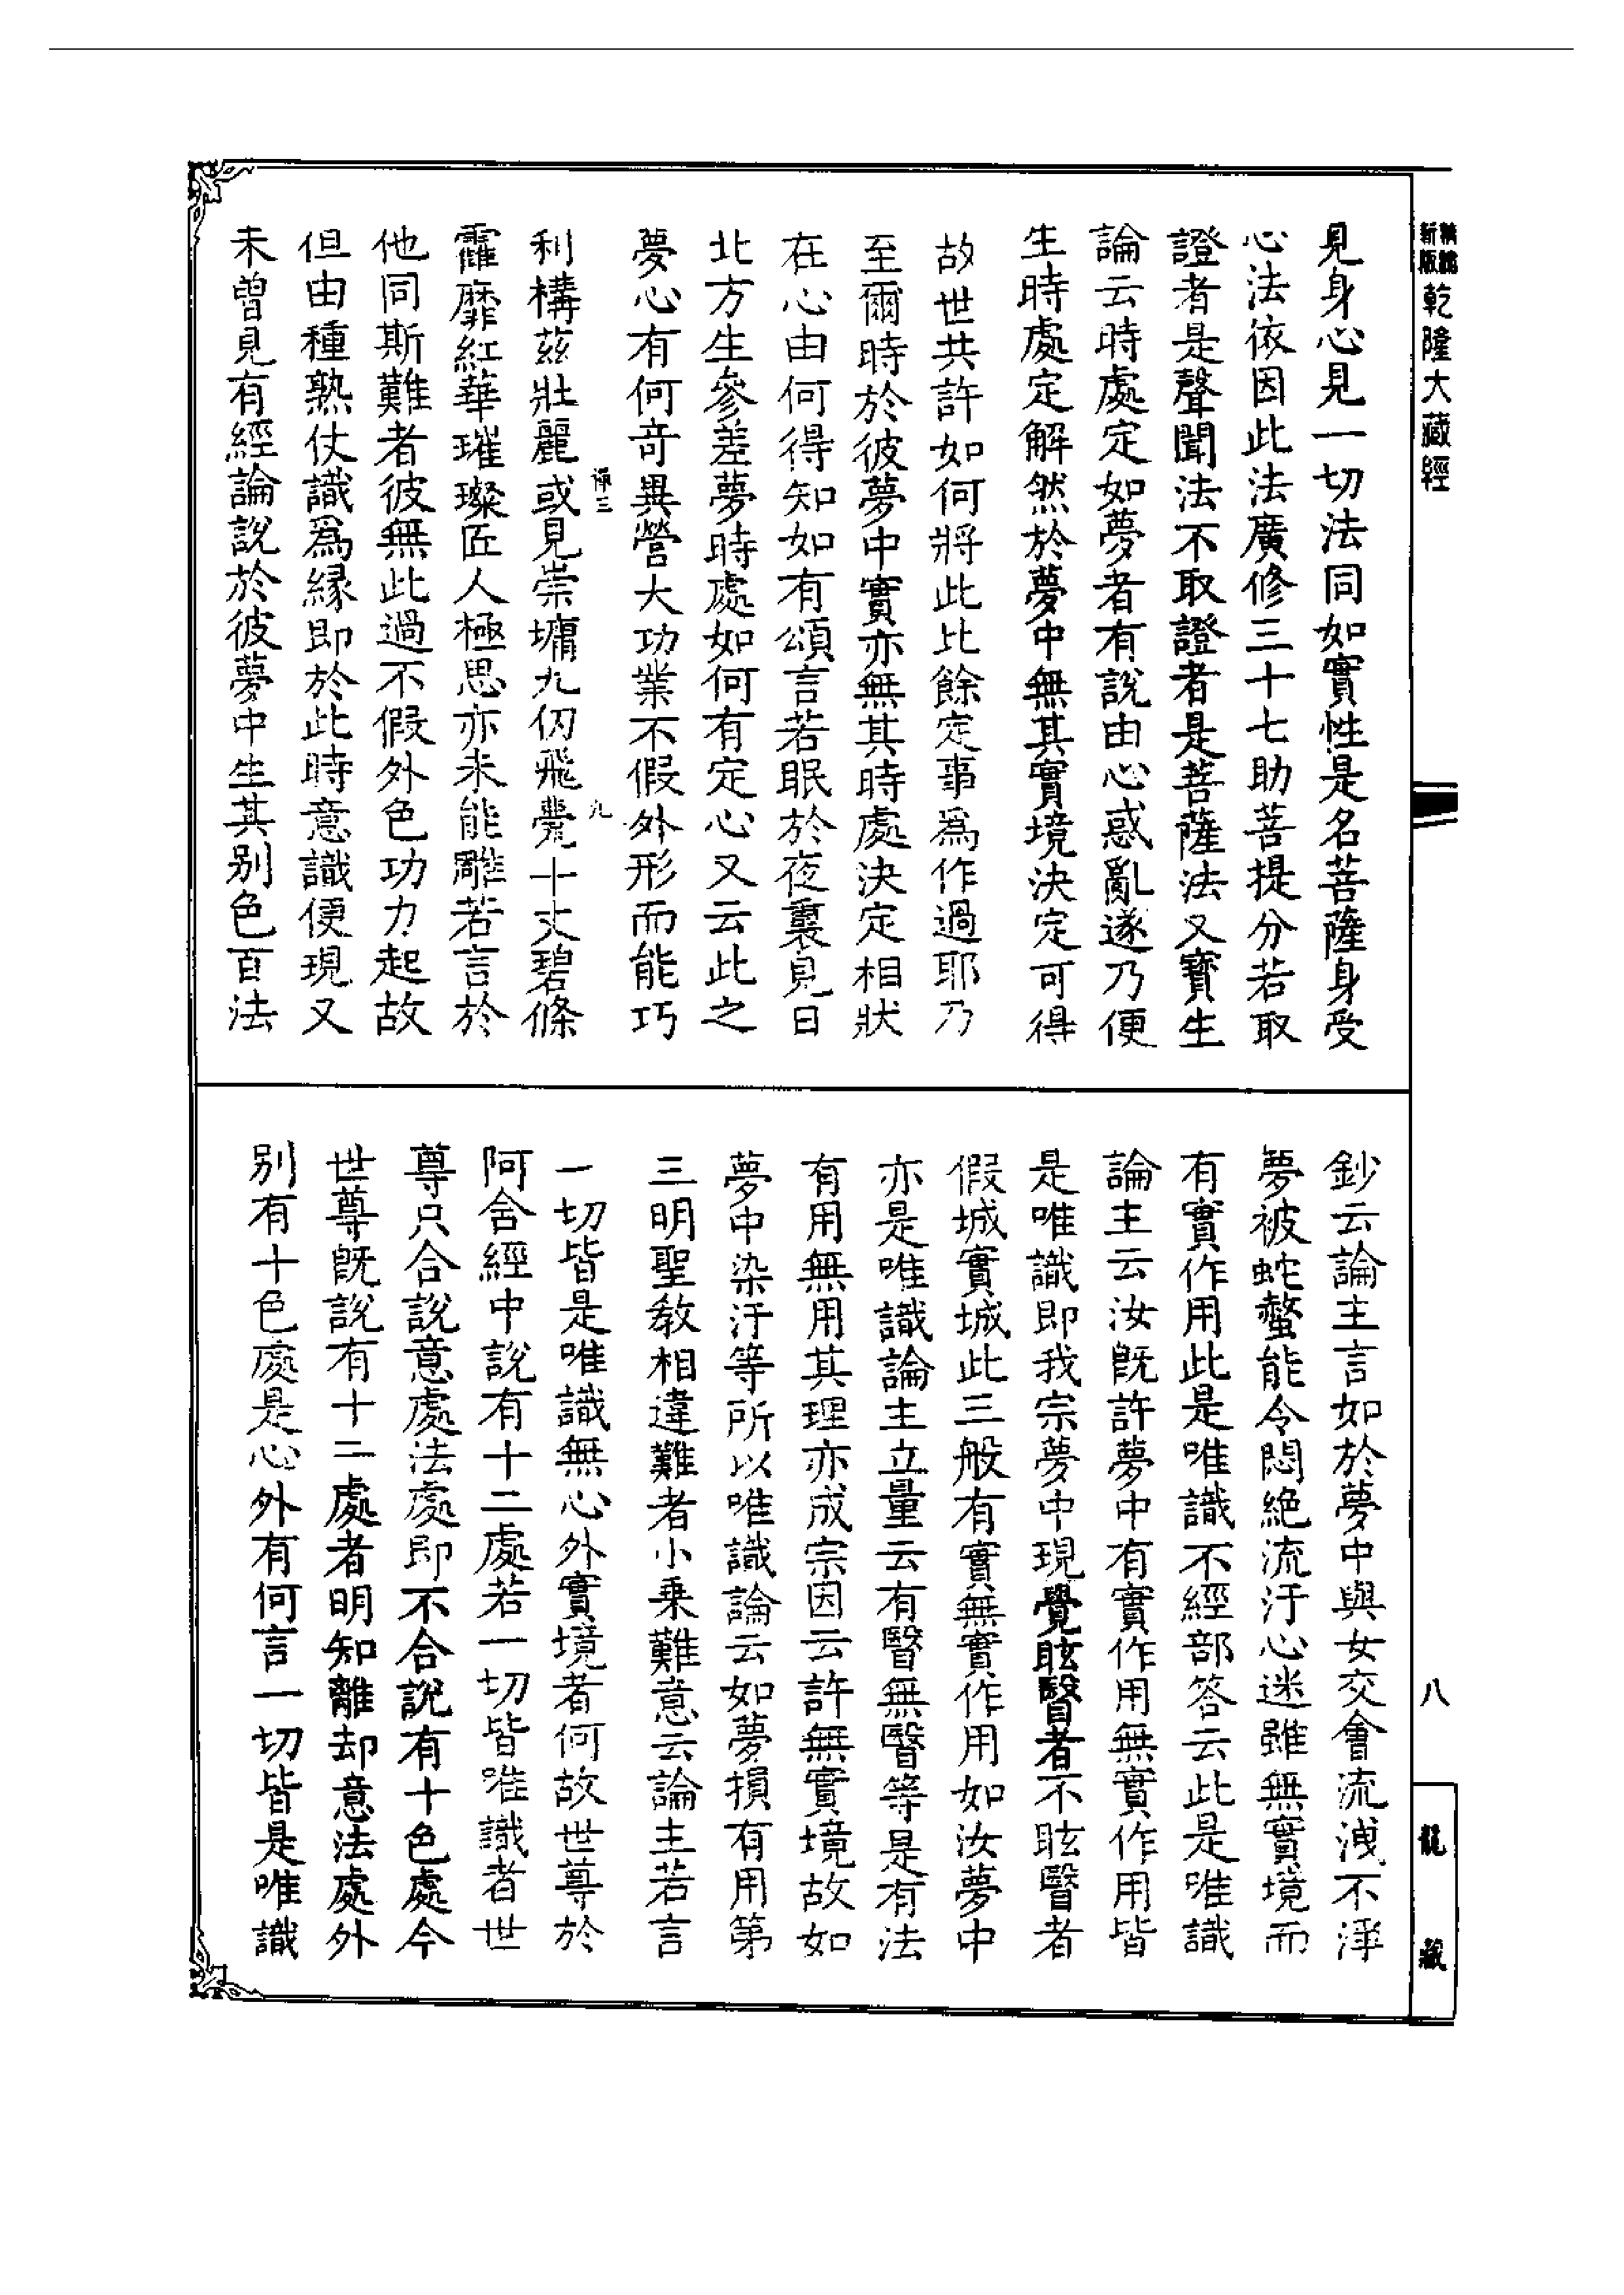 精說
新版
乾隆大藏經
八
龍藏
見身心見一切法同如實性是名菩薩身受
心法依因此法廣修三十七助菩提分若取
證者是聲聞法不取證者是菩薩法又寶生
論云時處定如夢者有說由心惑亂遂乃便
生時處定解然於夢中無其實境決定可得
故世共許如何將此比餘定事為作過耶乃
至爾時於彼夢中實亦無其時處決定相狀
在心由何得知如有頌言若眠於夜裏見日
北方生參差夢時處如何有定心又云此之
夢心有何奇異營大功業不假外形而能巧
禪三
九
利構茲壯麗或見崇墉九仞飛甍十丈碧條
靃靡紅華璀璨匠人極思亦未能雕若言於
他同斯難者彼無此過不假外色功力起故
但由種熟仗識為緣即於此時意識便現又
未曾見有經論說於彼夢中生其別色百法
鈔云論主言如於夢中與女交會流洩不淨
夢被蛇螫能令悶絕流汗心迷雖無實境而
有實作用此是唯識不經部答云此是唯識
論主云汝既許夢中有實作用無實作用皆
是唯識即我宗夢中現覺眩瞖者不眩瞖者
假城實城此三般有實無實作用如汝夢中
亦是唯識論主立量云有瞖無瞖等是有法
有用無用其理亦成宗因云許無實境故如
夢中染汙等所以唯識論云如夢損有用第
三明聖教相違難者小乘難意云論主若言
一切皆是唯識無心外實境者何故世尊於
阿含經中說有十二處若一切皆唯識者世
尊只合說意處法處即不合說有十色處今
世尊既說有十二處者明知離却意法處外
別有十色處是心外有何言一切皆是唯識